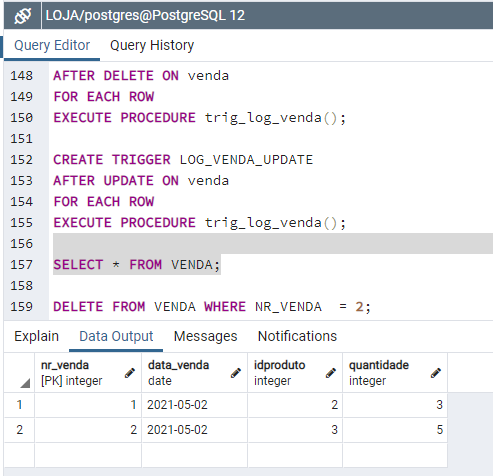 LOJA/postgres@PostgreSQL 12
Query Editor Query History
148 AFTER DELETE ON venda
149 FOR EACH ROW
150 EXECUTE PROCEDURE trig_log_venda();
151
152 CREATE TRIGGER LOG_VENDA_UPDATE
153 AFTER UPDATE ON venda
154 FOR EACH ROW
155 EXECUTE PROCEDURE trig_log_venda();
156
157 SELECT * FROM VENDA;
158
159 DELETE FROM VENDA WHERE NR_VENDA  = 2;
Explain Data Output Messages Notifications
nr_venda data_venda idproduto quantidade
[PK] integer date integer integer
1 1 2021-05-02 2 3
2 2 2021-05-02 3 5